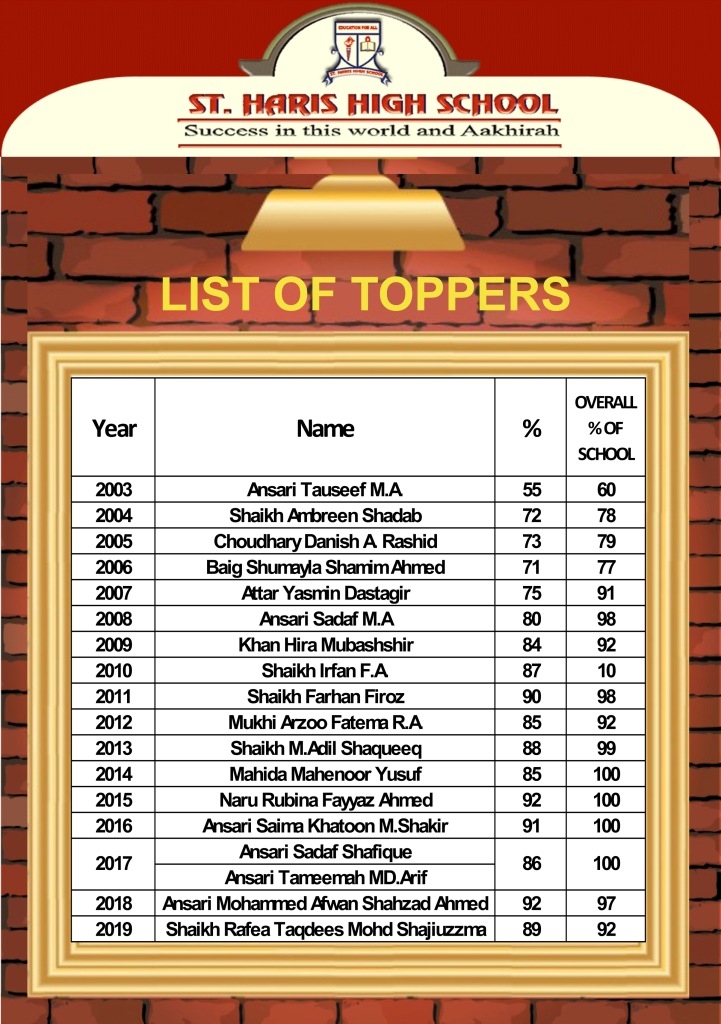 EDUCATION FOR ALL
ST. HARIS HIGH SCHOOL
ST. HARIS HIGH SCHOOL
Success in this world and Aakhirah
LIST OF TOPPERS
Year Name % OVERALL % OF SCHOOL
2003 Ansari Tauseef M.A 55 60
2004 Shaikh Ambreen Shadab 72 78
2005 Choudhary Danish A. Rashid 73 79
2006 Baig Shumayla Shamim Ahmed 71 77
2007 Attar Yasmin Dastagir 75 91
2008 Ansari Sadaf M.A 80 98
2009 Khan Hira Mubashshir 84 92
2010 Shaikh Irfan F.A. 87 10
2011 Shaikh Farhan Firoz 90 98
2012 Mukhi Arzoo Fatema R.A 85 92
2013 Shaikh M.Adil Shaqueeq 88 99
2014 Mahida Mahenoor Yusuf 85 100
2015 Naru Rubina Fayyaz Ahmed 92 100
2016 Ansari Saima Khatoon M.Shakir 91 100
2017 Ansari Sadaf Shafique 86 100
Ansari Tameemah MD.Arif
2018 Ansari Mohammed Afwan Shahzad Ahmed 92 97
2019 Shaikh Rafea Taqdees Mohd Shajiuzzma 89 92